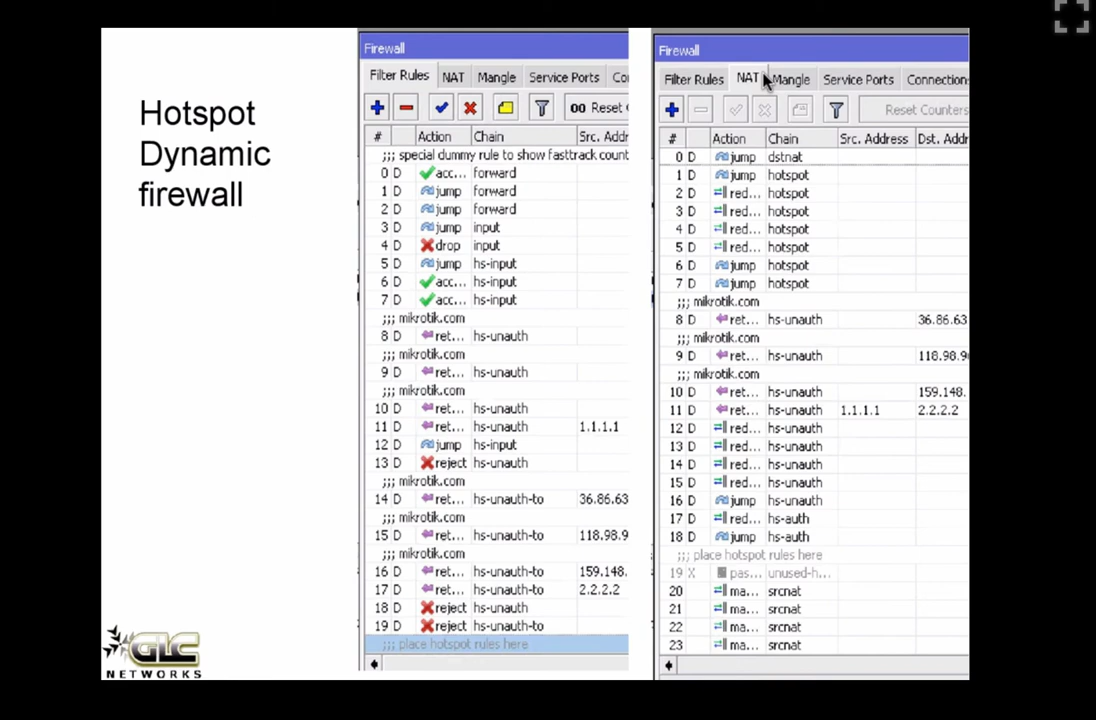 Hotspot
Dynamic
firewall
Firewall
Filter Rules NAT Mangle Service Ports Co
00 Reset
# Action Chain Src. Addr
;;; special dummy rule to show fasttrack count
0 D acc... forward
1 D jump forward
2 D jump forward
3 D jump input
4 D drop input
5 D jump hs-input
6 D acc... hs-input
7 D acc... hs-input
;;; mikrotik.com
8 D ret... hs-unauth
;;; mikrotik.com
9 D ret... hs-unauth
;;; mikrotik.com
10 D ret... hs-unauth
11 D ret... hs-unauth 1.1.1.1
12 D jump hs-input
13 D reject hs-unauth
;;; mikrotik.com
14 D ret... hs-unauth-to 36.86.63
;;; mikrotik.com
15 D ret... hs-unauth-to 118.98.9
;;; mikrotik.com
16 D ret... hs-unauth-to 159.148.
17 D ret... hs-unauth-to 2.2.2.2
18 D reject hs-unauth
19 D reject hs-unauth-to
;;; place hotspot rules here
Firewall
Filter Rules NAT Mangle Service Ports Connection
Reset Counters
# Action Chain Src. Address Dst. Add
0 D jump dstnat
1 D jump hotspot
2 D red... hotspot
3 D red... hotspot
4 D red... hotspot
5 D red... hotspot
6 D jump hotspot
7 D jump hotspot
;;; mikrotik.com
8 D ret... hs-unauth 36.86.63
;;; mikrotik.com
9 D ret... hs-unauth 118.98.9
;;; mikrotik.com
10 D ret... hs-unauth 159.148.
11 D ret... hs-unauth 1.1.1.1 2.2.2.2
12 D red... hs-unauth
13 D red... hs-unauth
14 D red... hs-unauth
15 D red... hs-unauth
16 D jump hs-unauth
17 D red... hs-auth
18 D jump hs-auth
;;; place hotspot rules here
19 X pas... unused-h...
20 ma... srcnat
21 ma... srcnat
22 ma... srcnat
23 ma... srcnat
GLC
NETWORKS